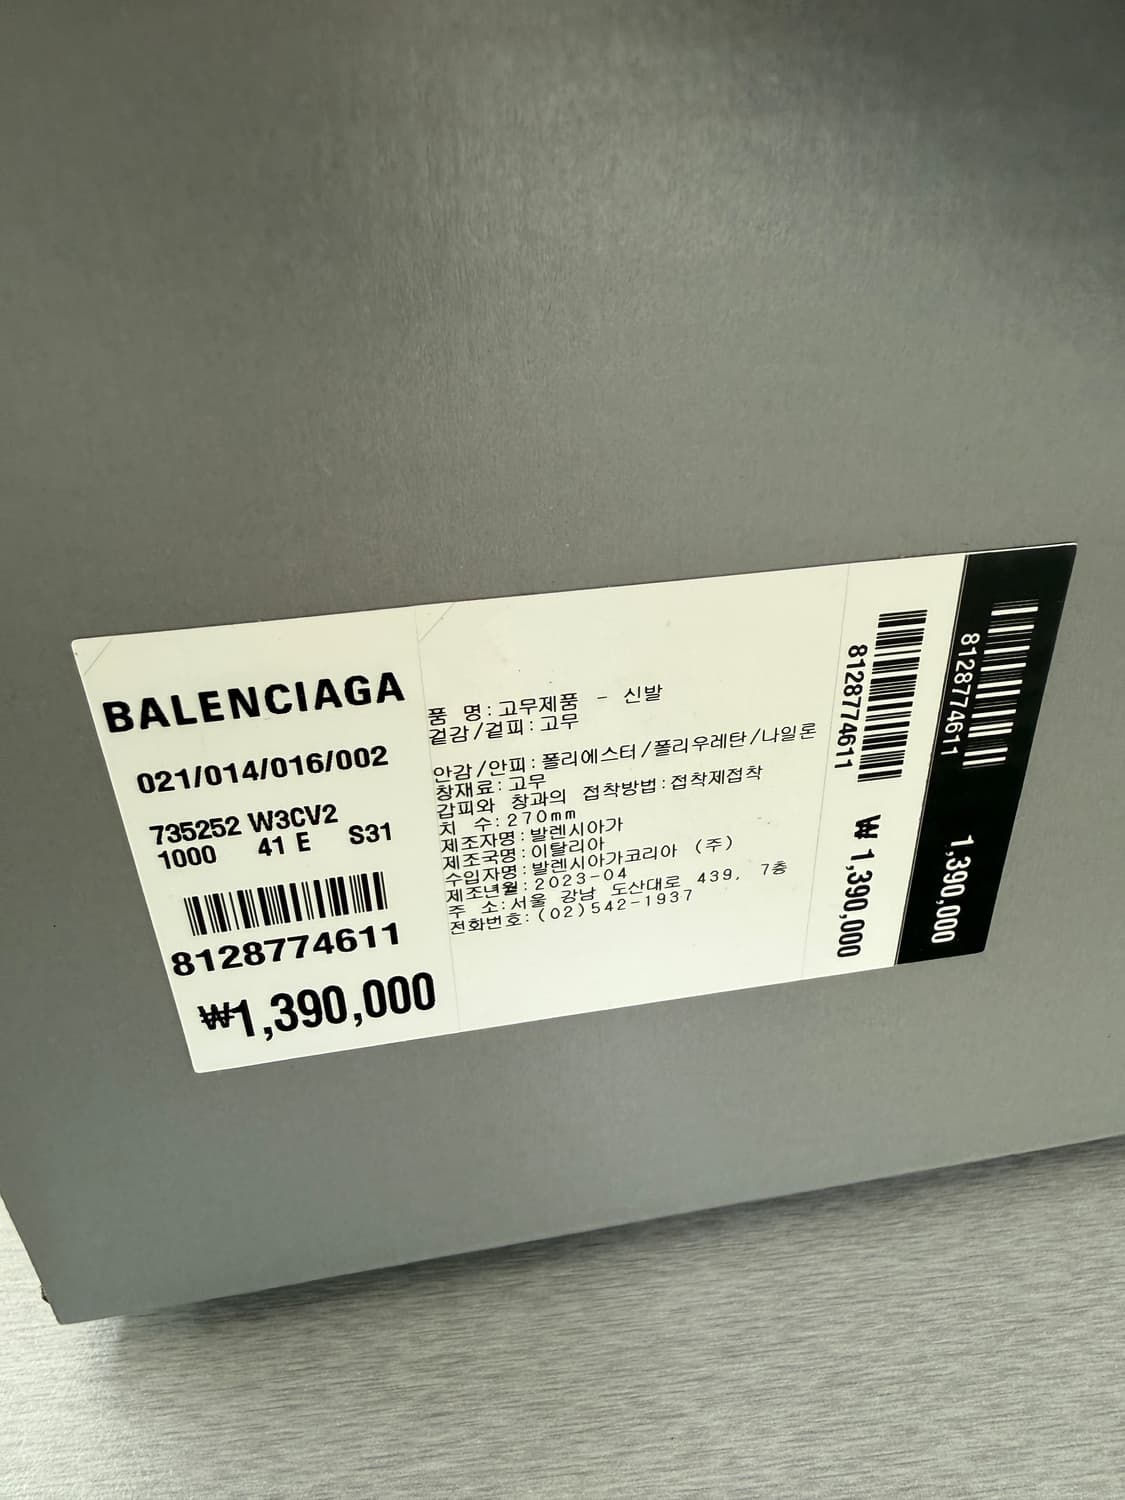 BALENCIAGA
021/014/016/002
735252 W3CV2
1000 41 E S31
8128774611
₩1,390,000
품 명:고무제품 - 신발
겉감/겉피:고무
안감/안피:폴리에스터/폴리우레탄/나일론
창재료:고무
갑피와 창과의 접착방법:접착제접착
치 수:270mm
제조자명:발렌시아가
제조국명:이탈리아
수입자명:발렌시아가코리아 (주)
제조년월:2023-04
주 소:서울 강남 도산대로 439, 7층
전화번호:(02)542-1937
8128774611
₩ 1,390,000
8128774611
1,390,000